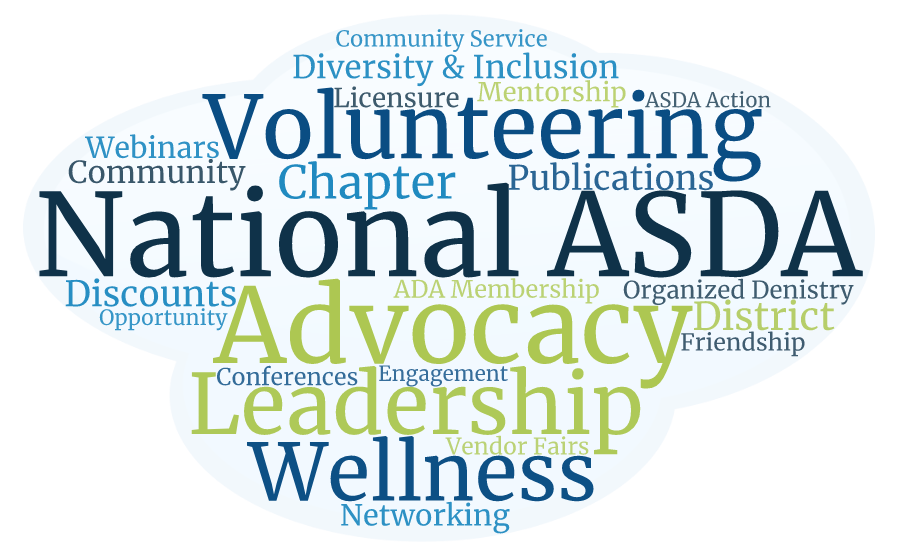 Community Service
Diversity & Inclusion
Licensure
Mentorship
ASDA Action
Volunteering
Webinars
Community
Chapter
Publications
National ASDA
Discounts
ADA Membership
Organized Denistry
Opportunity
Advocacy
District
Friendship
Conferences
Engagement
Leadership
Vendor Fairs
Wellness
Networking